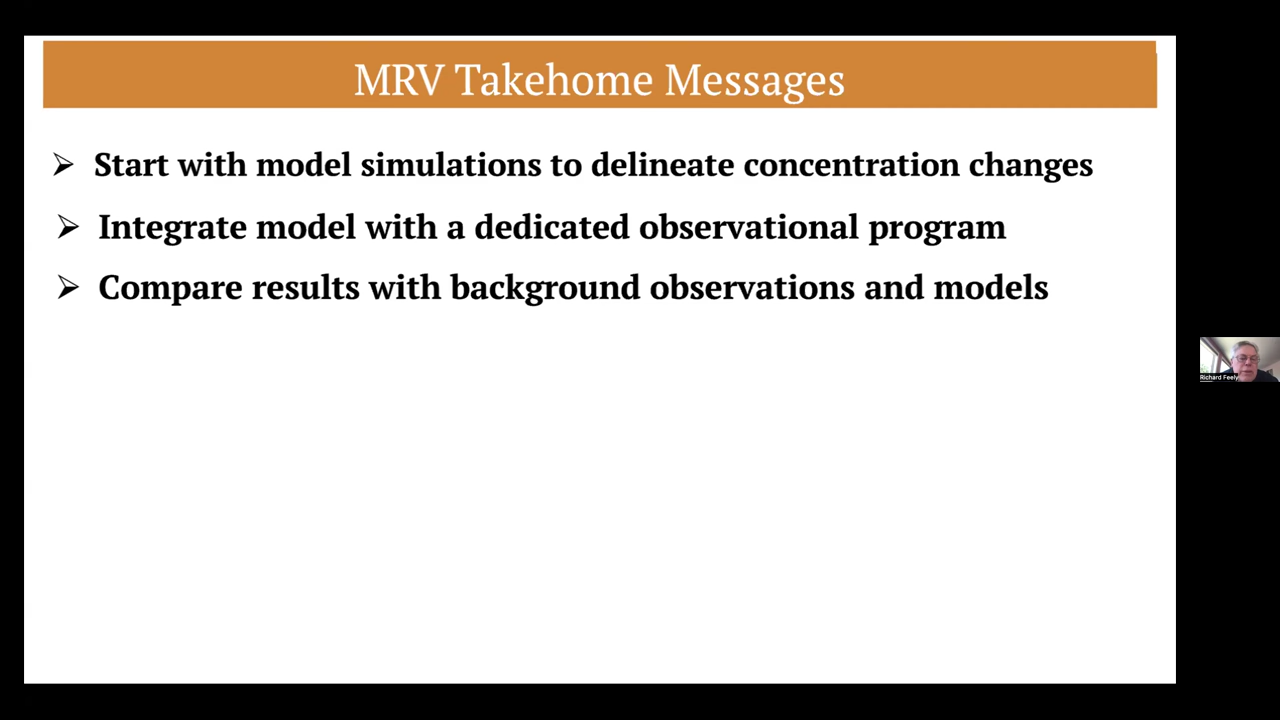 MRV Takehome Messages
➢ Start with model simulations to delineate concentration changes
➢ Integrate model with a dedicated observational program
➢ Compare results with background observations and models
Richard Feely